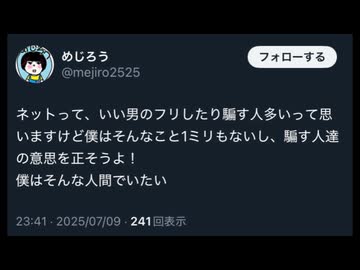 めじろう
@mejiro2525
フォローする
ネットって、いい男のフリしたり騙す人多いって思
いますけど僕はそんなこと1ミリもないし、騙す人達
の意思を正そうよ！
僕はそんな人間でいたい
23:41 · 2025/07/09 · 241回表示